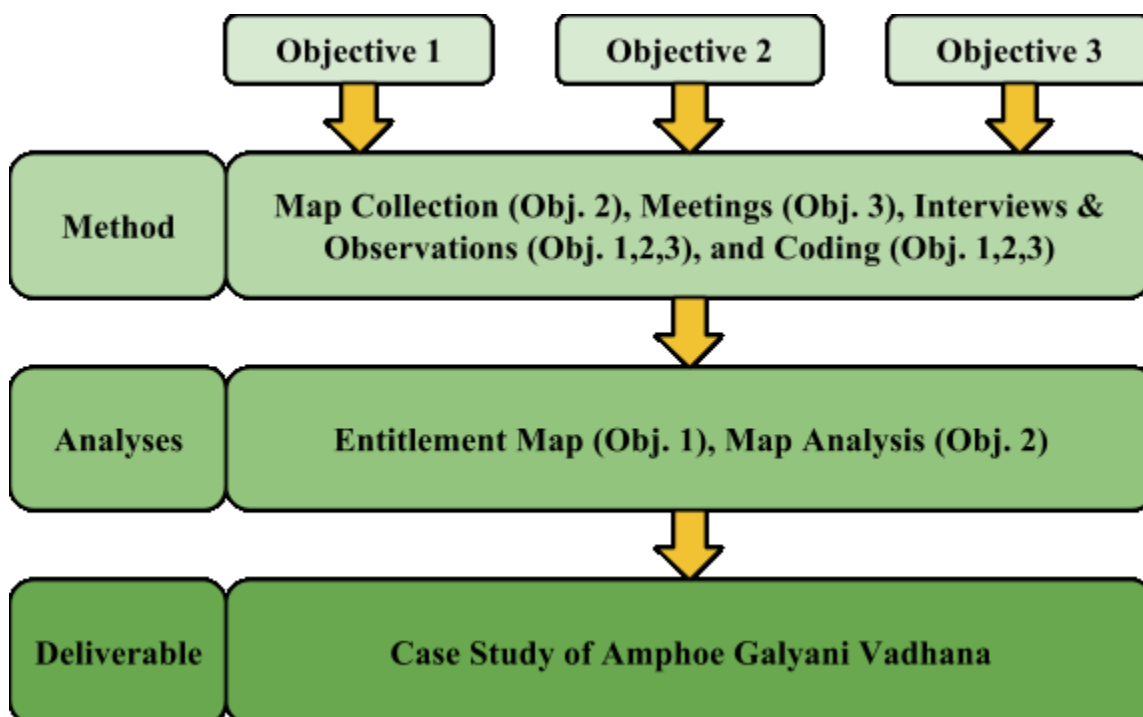 Objective 1
Objective 2
Objective 3
Method
Map Collection (Obj. 2), Meetings (Obj. 3), Interviews &
Observations (Obj. 1,2,3), and Coding (Obj. 1,2,3)
Analyses
Entitlement Map (Obj. 1), Map Analysis (Obj. 2)
Deliverable
Case Study of Amphoe Galyani Vadhana